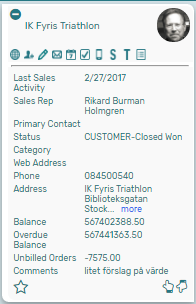 IK Fyris Triathlon
Last Sales Activity 2/27/2017
Sales Rep Rikard Burman Holmgren
Primary Contact
Status CUSTOMER-Closed Won
Category
Web Address
Phone 084500540
Address IK Fyris Triathlon
Biblioteksgatan
Stock... more
Balance 567402388.50
Overdue Balance 567441363.50
Unbilled Orders -7575.00
Comments litet förslag på värde